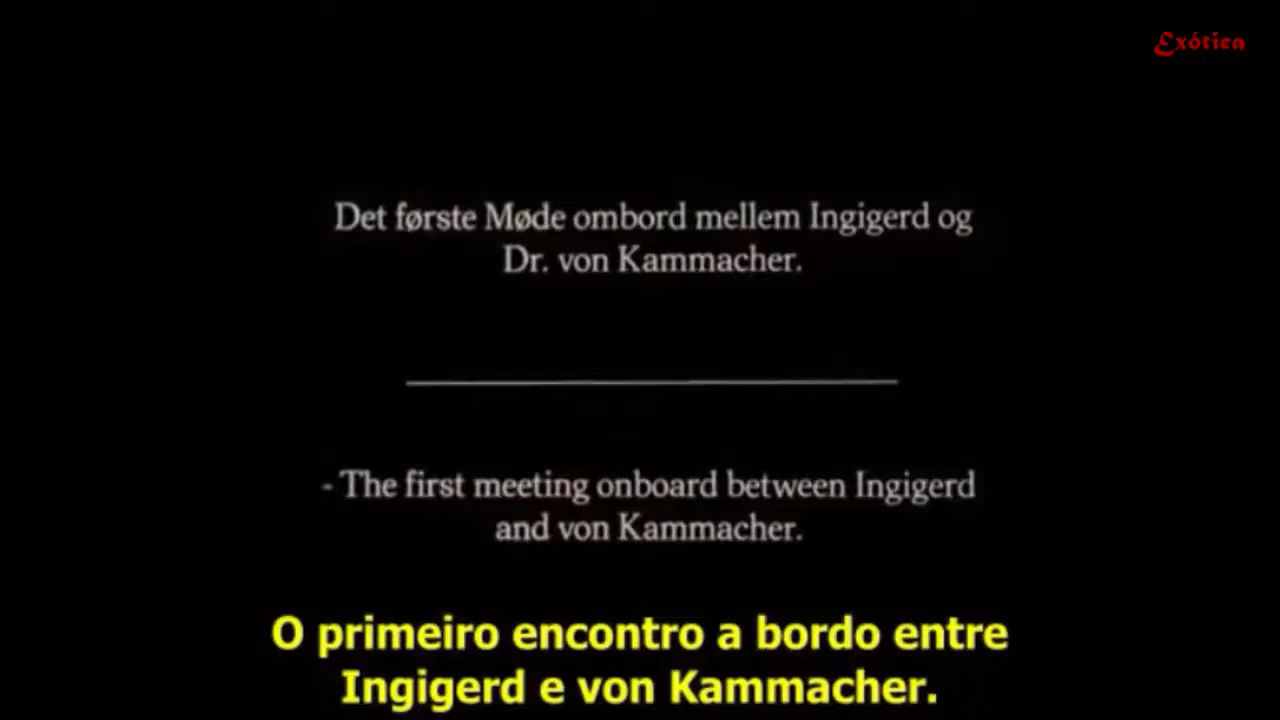 Exótica
Det første Møde ombord mellem Ingigerd og
Dr. von Kammacher.
- The first meeting onboard between Ingigerd
and von Kammacher.
O primeiro encontro a bordo entre
Ingigerd e von Kammacher.